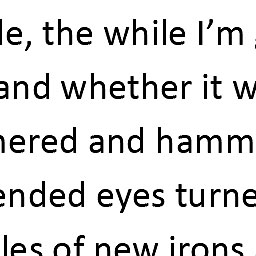 le, the while I’m
and whether it w
nered and hamm
ended eyes turne
les of new irons